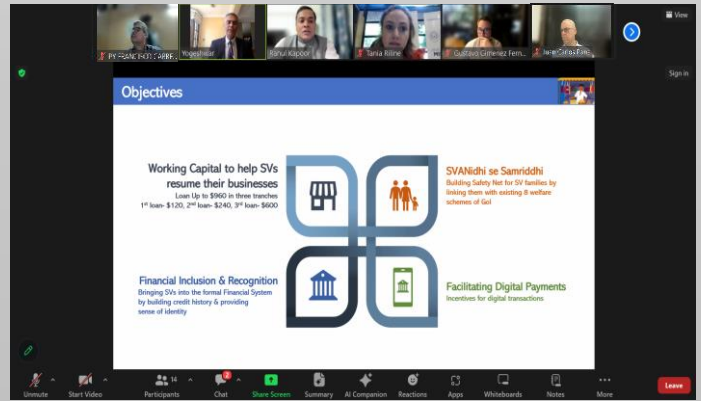 View
PY FRANCISCO CABRE...
Yogeshwar
Rahul Kapoor
Tania Riline
Gustavo Gimenez Fern...
Sign in
Objectives
Working Capital to help SVs
resume their businesses
Loan Up to $960 in three tranches
1st loan- $120, 2nd loan- $240, 3rd loan- $600
SVANidhi se Samriddhi
Building Safety Net for SV families by
linking them with existing 8 welfare
schemes of GoI
Financial Inclusion & Recognition
Bringing SVs into the formal Financial System
by building credit history & providing
sense of identity
Facilitating Digital Payments
Incentives for digital transactions
14
2
Unmute
Start Video
Participants
Chat
Share Screen
Summary
AI Companion
Reactions
Apps
Whiteboards
Notes
More
Leave